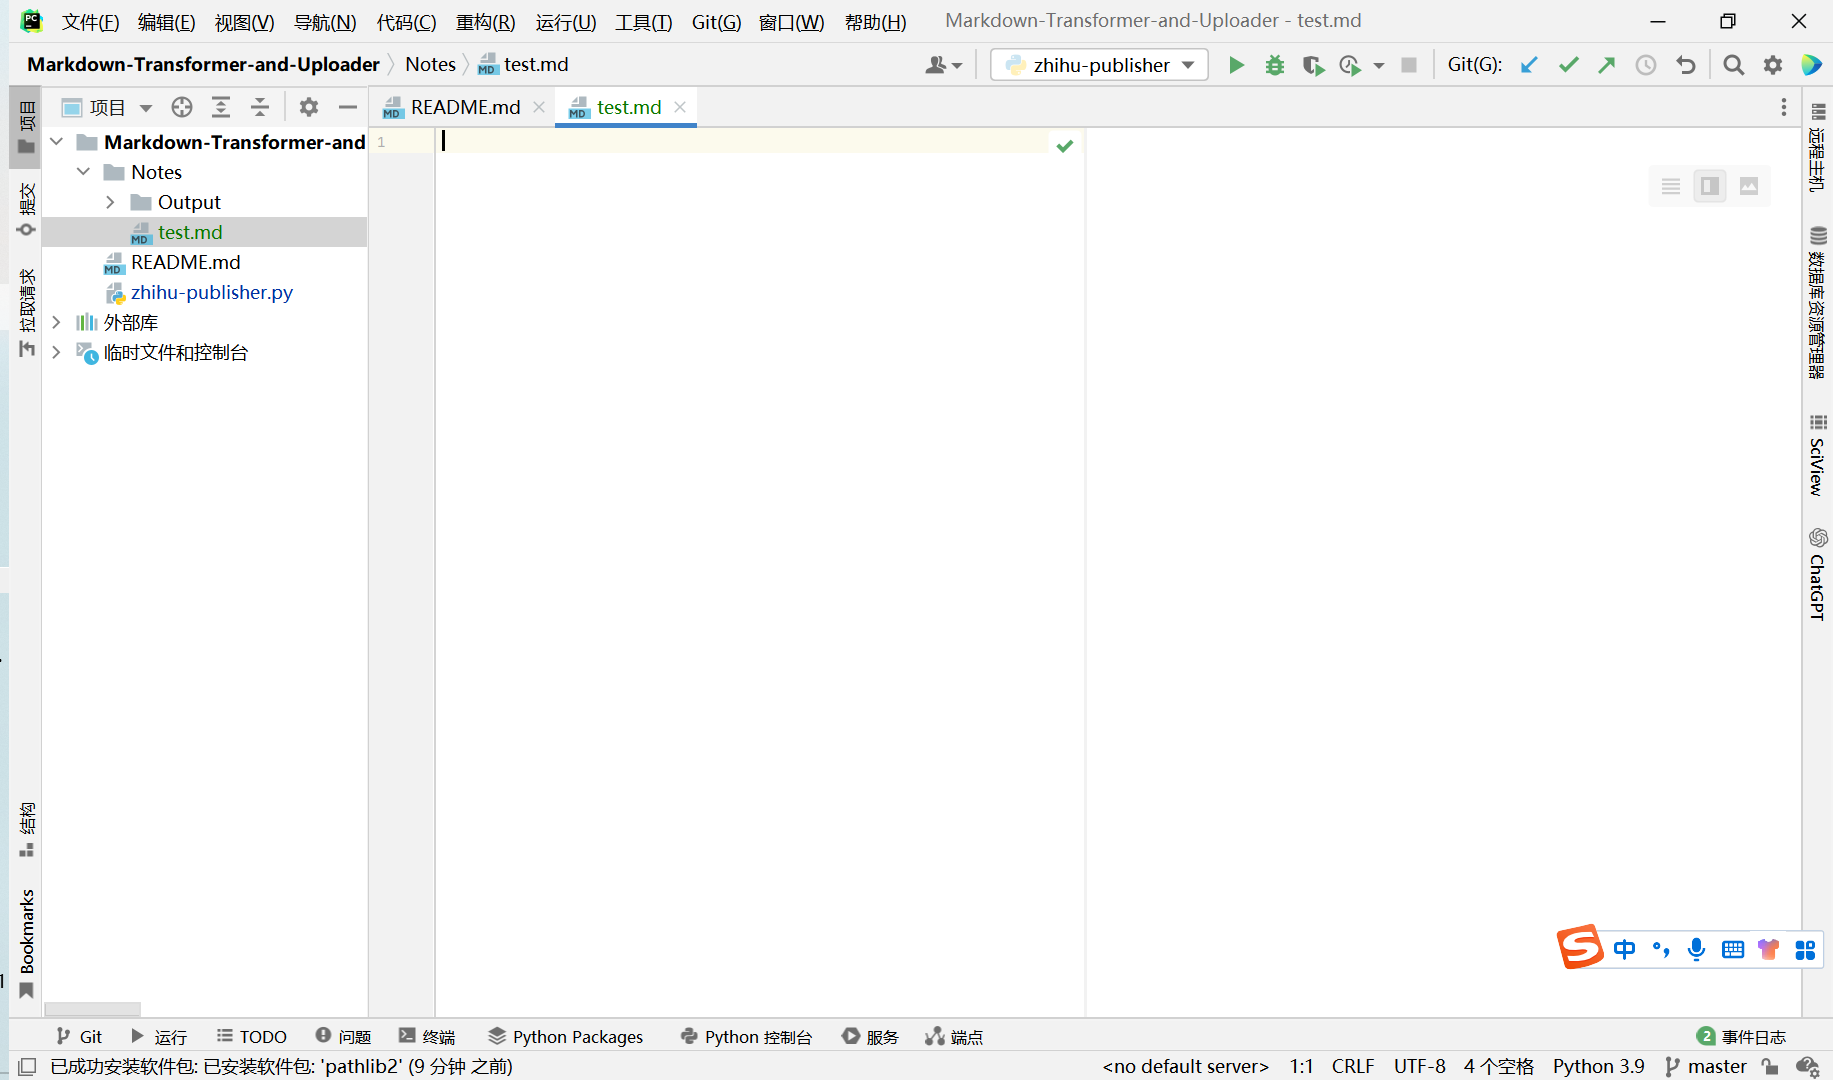 文件(F) 编辑(E) 视图(V) 导航(N) 代码(C) 重构(R) 运行(U) 工具(T) Git(G) 窗口(W) 帮助(H) Markdown-Transformer-and-Uploader - test.md
Markdown-Transformer-and-Uploader Notes test.md zhihu-publisher Git(G):
项目 README.md test.md
1
Markdown-Transformer-and
Notes
Output
test.md
README.md
zhihu-publisher.py
外部库
临时文件和控制台
项目
提交
拉取请求
结构
Bookmarks
远程主机
数据库资源管理器
SciView
ChatGPT
中
Git 运行 TODO 问题 终端 Python Packages Python 控制台 服务 端点 2 事件日志
已成功安装软件包: 已安装软件包: 'pathlib2' (9 分钟 之前) <no default server> 1:1 CRLF UTF-8 4 个空格 Python 3.9 master